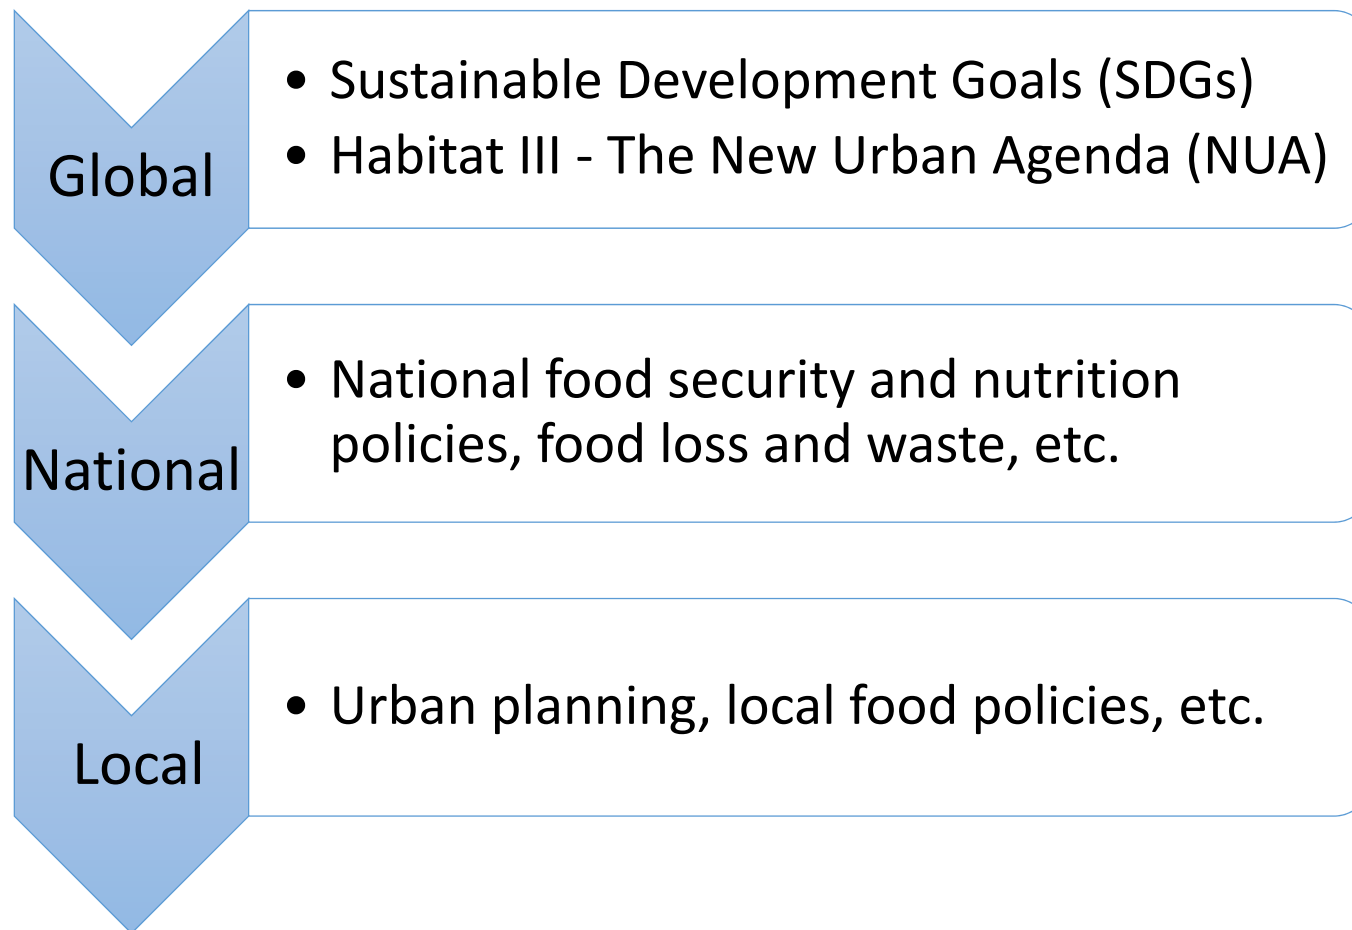 Global
• Sustainable Development Goals (SDGs)
• Habitat III - The New Urban Agenda (NUA)
National
• National food security and nutrition
policies, food loss and waste, etc.
Local
• Urban planning, local food policies, etc.